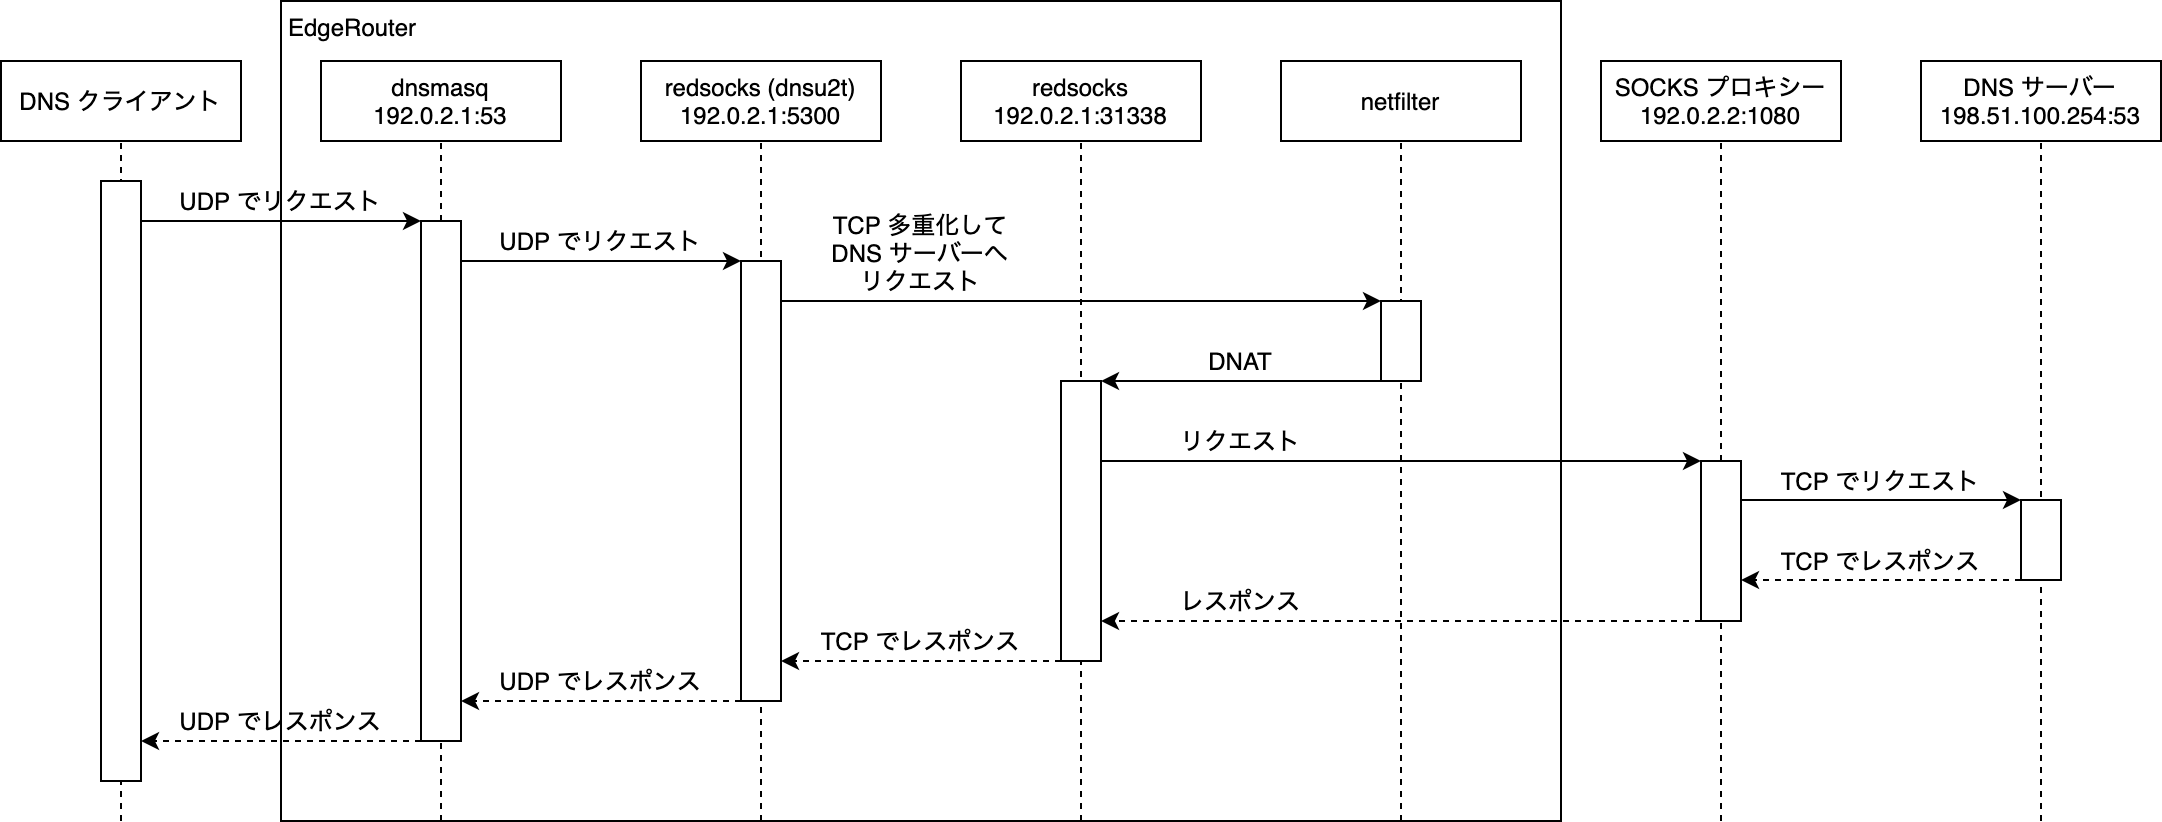 EdgeRouter
DNS クライアント
dnsmasq
192.0.2.1:53
redsocks (dnsu2t)
192.0.2.1:5300
redsocks
192.0.2.1:31338
netfilter
SOCKS プロキシー
192.0.2.2:1080
DNS サーバー
198.51.100.254:53
UDP でリクエスト
UDP でリクエスト
TCP 多重化して
DNS サーバーへ
リクエスト
DNAT
リクエスト
TCP でリクエスト
TCP でレスポンス
レスポンス
TCP でレスポンス
UDP でレスポンス
UDP でレスポンス